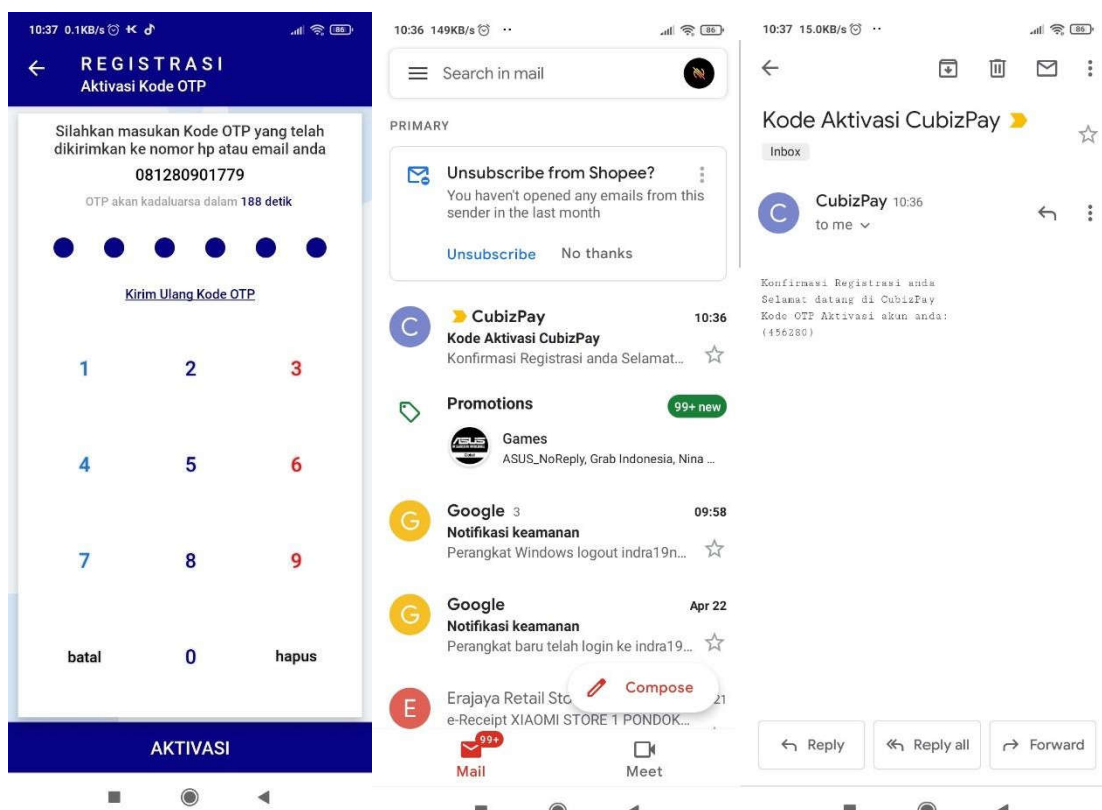 10:37 0.1KB/s
86
REGISTRASI
Aktivasi Kode OTP
Silahkan masukan Kode OTP yang telah
dikirimkan ke nomor hp atau email anda
081280901779
OTP akan kadaluarsa dalam 188 detik
Kirim Ulang Kode OTP
1 2 3
4 5 6
7 8 9
batal 0 hapus
AKTIVASI
10:36 149KB/s
86
Search in mail
PRIMARY
Unsubscribe from Shopee?
You haven't opened any emails from this
sender in the last month
Unsubscribe No thanks
C
CubizPay 10:36
Kode Aktivasi CubizPay
Konfirmasi Registrasi anda Selamat...
Promotions 99+ new
ASUS
Games
ASUS_NoReply, Grab Indonesia, Nina ...
G
Google 3 09:58
Notifikasi keamanan
Perangkat Windows logout indra19n...
G
Google Apr 22
Notifikasi keamanan
Perangkat baru telah login ke indra19...
Compose
E
Erajaya Retail Sto 21
e-Receipt XIAOMI STORE 1 PONDOK...
99+
Mail Meet
10:37 15.0KB/s
86
Kode Aktivasi CubizPay
Inbox
C
CubizPay 10:36
to me
Konfirmasi Registrasi anda
Selamat datang di CubizPay
Kode OTP Aktivasi akun anda:
(456280)
Reply Reply all Forward